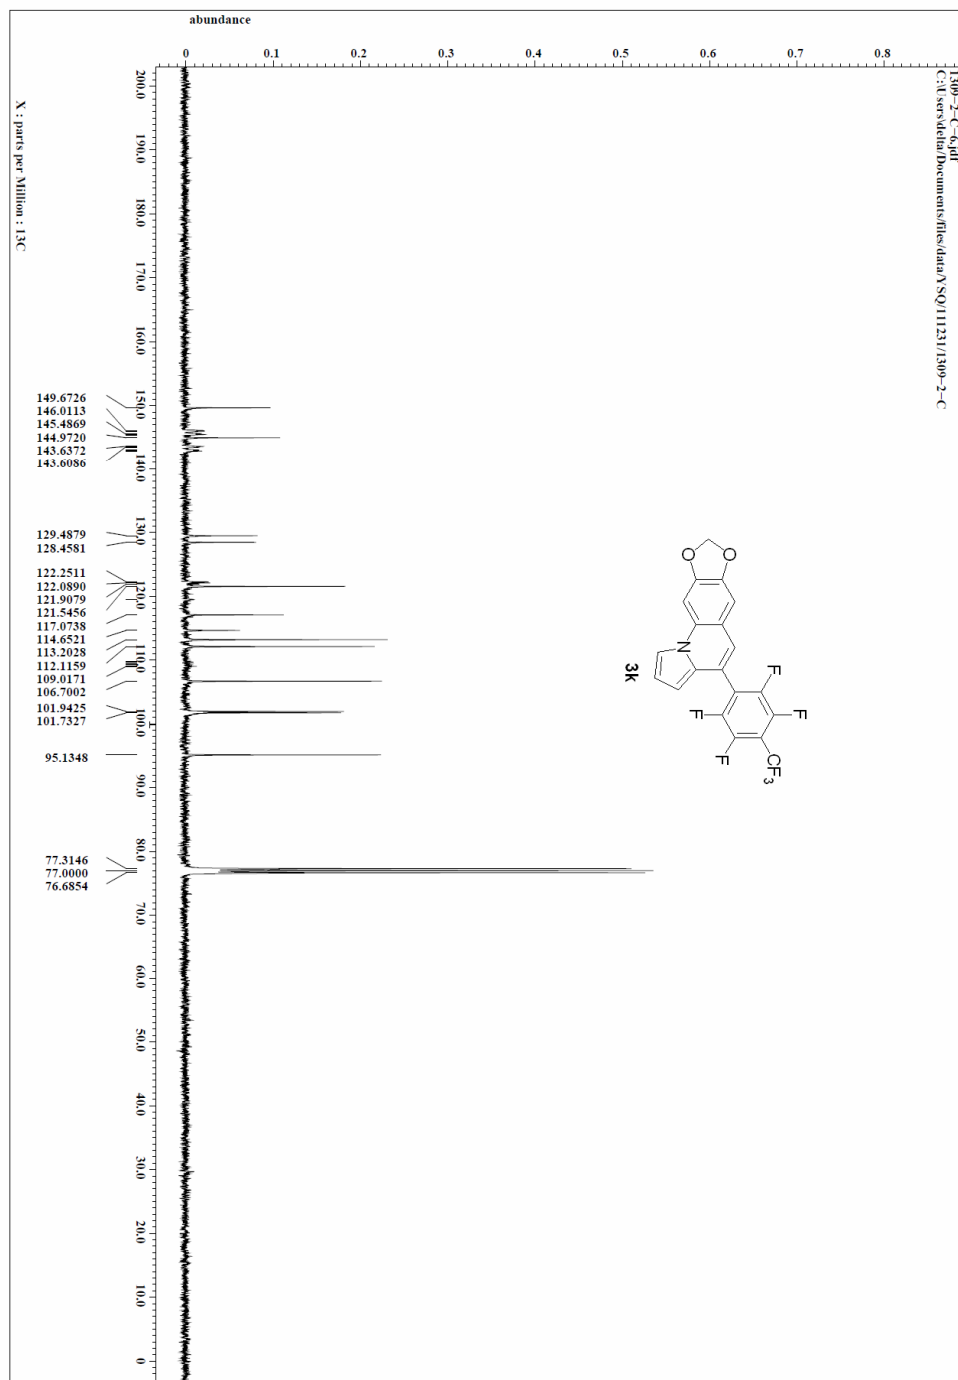 abundance
0 0.1 0.2 0.3 0.4 0.5 0.6 0.7 0.8
1309-2-C-6.jdf
C:\Users\delta\Documents\files\data\YSQ\111231\1309-2-C
200.0 190.0 180.0 170.0 160.0 150.0 140.0 130.0 120.0 110.0 100.0 90.0 80.0 70.0 60.0 50.0 40.0 30.0 20.0 10.0 0
X : parts per Million : 13C
149.6726
146.0113
145.4869
144.9720
143.6372
143.6086
129.4879
128.4581
122.2511
122.0890
121.9079
121.5456
117.0738
114.6521
113.2028
112.1159
109.0171
106.7002
101.9425
101.7327
95.1348
77.3146
77.0000
76.6854
O
O
N
F
F
F
F
CF3
3k